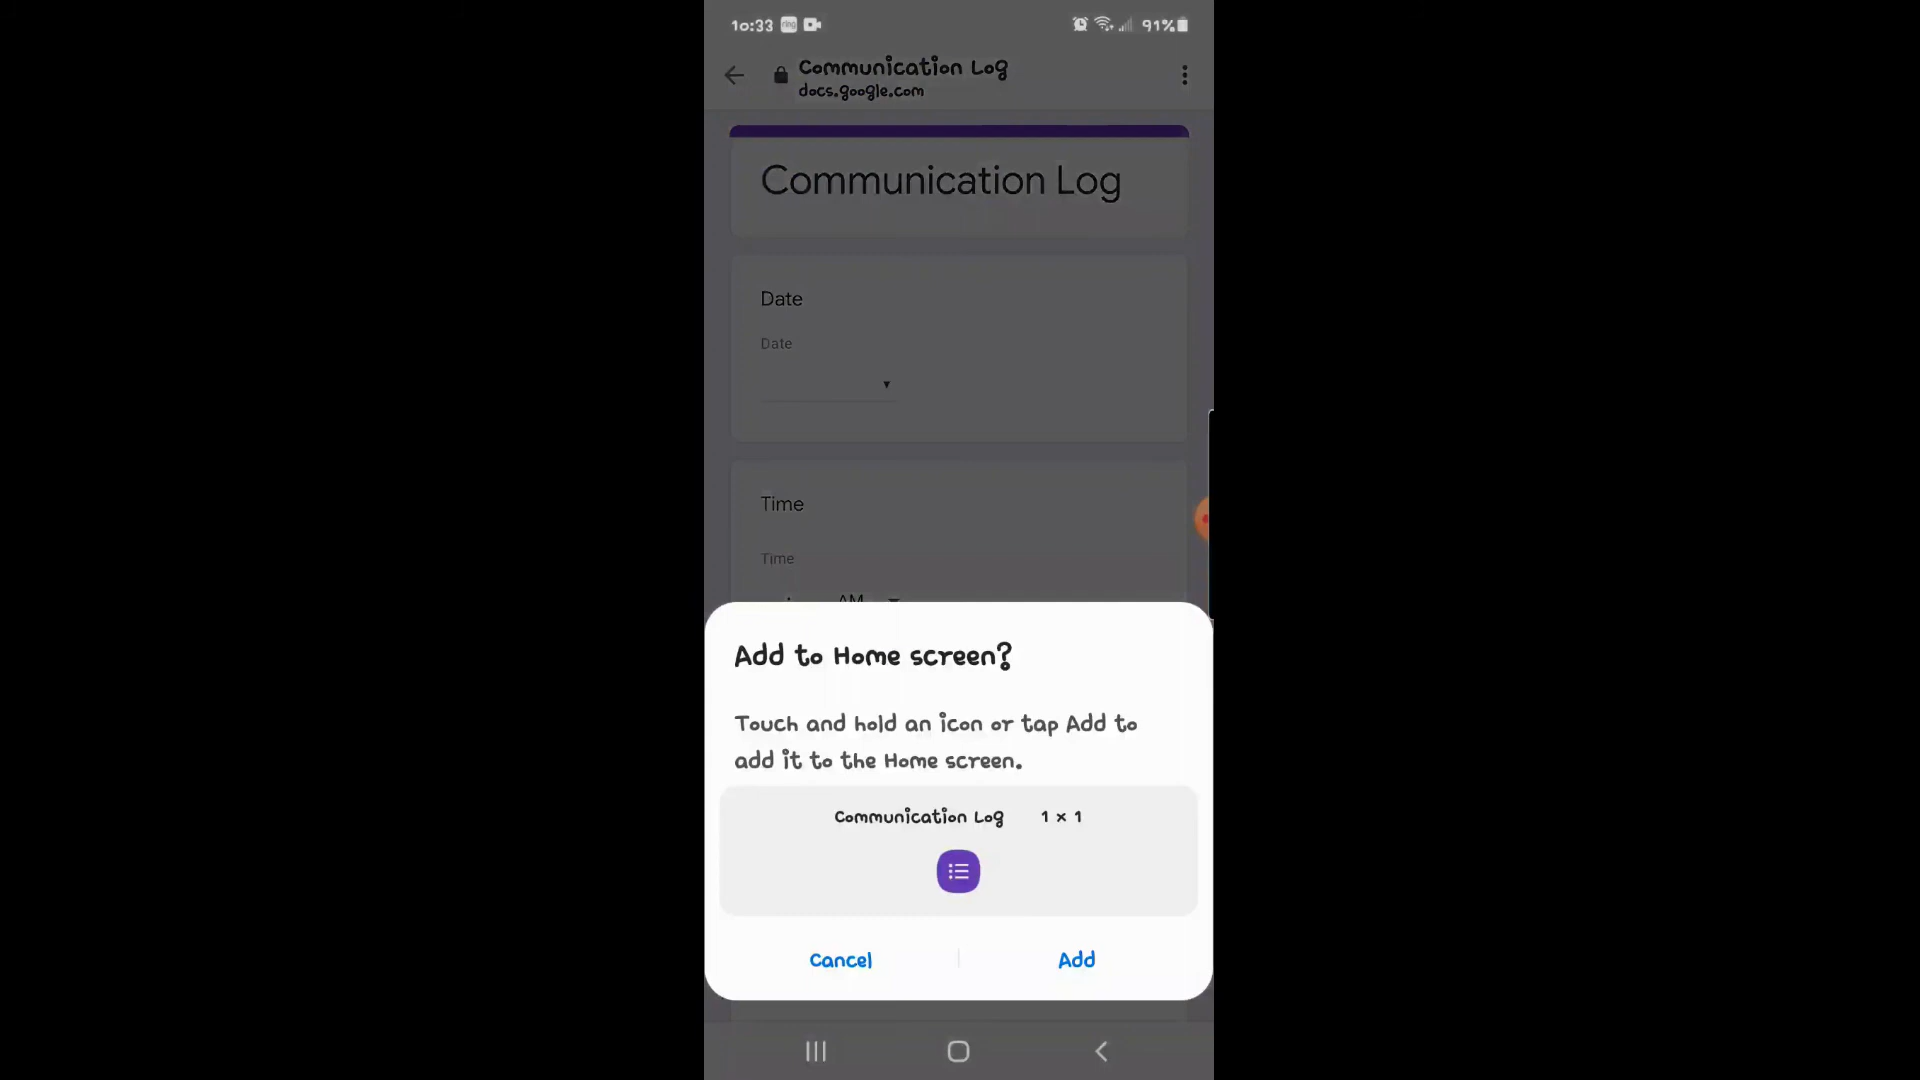 10:33 ring 91%
Communication Log
docs.google.com
Communication Log
Date
Date
Time
Time
: AM
Add to Home screen?
Touch and hold an icon or tap Add to
add it to the Home screen.
Communication Log 1 × 1
Cancel Add